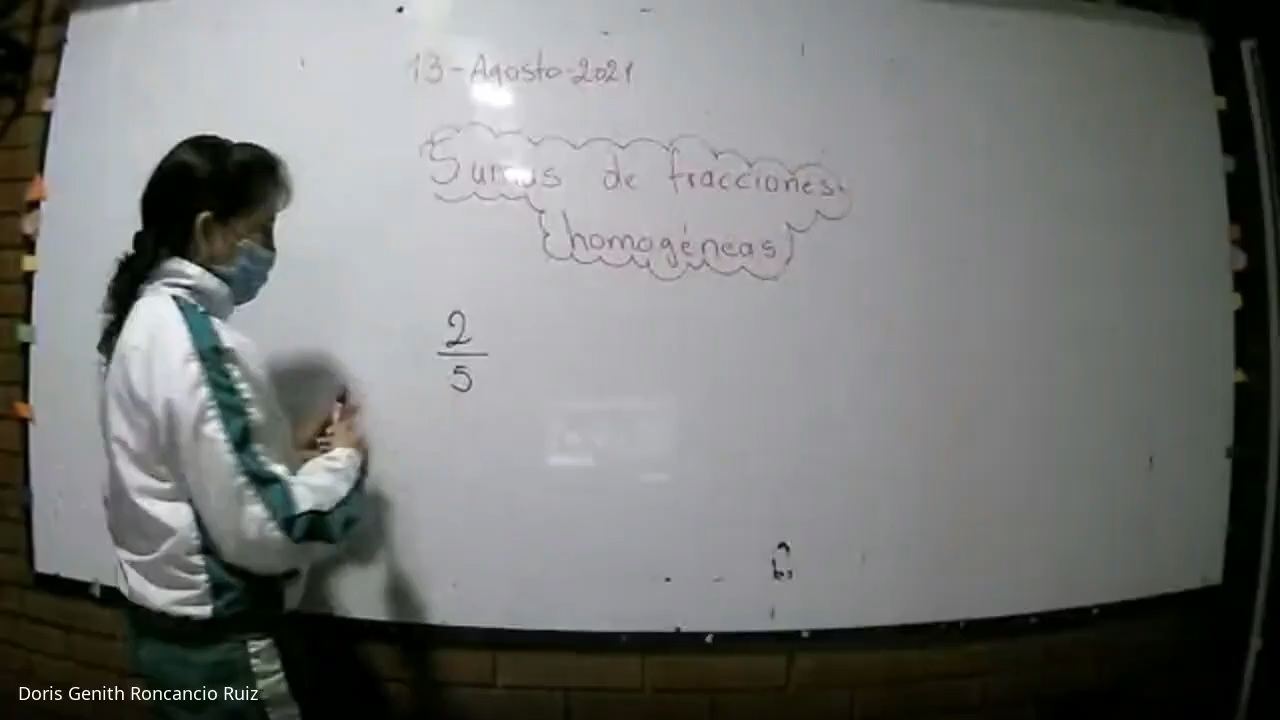 13-Agosto-2021
Sumas de fracciones
homogéneas
2
5
Doris Genith Roncancio Ruiz